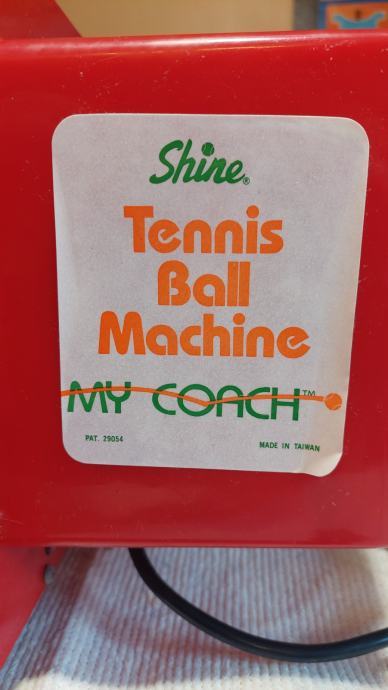 Shine®
Tennis
Ball
Machine
MY COACH™
PAT. 29054
MADE IN TAIWAN